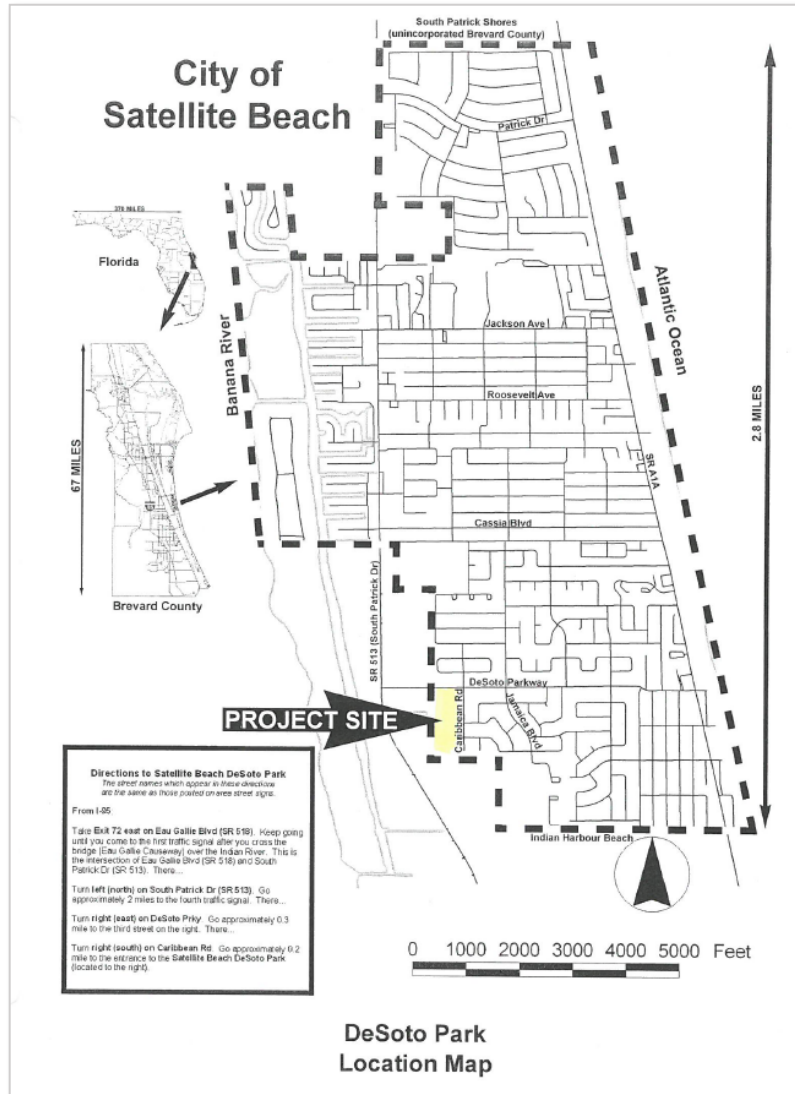 South Patrick Shores
(unincorporated Brevard County)
City of
Satellite Beach
Patrick Dr
378 MILES
Florida
Banana River
Atlantic Ocean
Jackson Ave
Roosevelt Ave
67 MILES
2.8 MILES
SR A1A
Cassia Blvd
Brevard County
SR 513 (South Patrick Dr)
DeSoto Parkway
PROJECT SITE
Caribbean Rd
Jamaica Blvd
Indian Harbour Beach
Directions to Satellite Beach DeSoto Park
The street names which appear in these directions
are the same as those posted on area street signs.
From I-95
Take Exit 72 east on Eau Gallie Blvd (SR 518). Keep going
until you come to the first traffic signal after you cross the
bridge (Eau Gallie Causeway) over the Indian River. This is
the intersection of Eau Gallie Blvd (SR 518) and South
Patrick Dr (SR 513). There...
Turn left (north) on South Patrick Dr (SR 513). Go
approximately 2 miles to the fourth traffic signal. There...
Turn right (east) on DeSoto Prky. Go approximately 0.3
mile to the third street on the right. There...
Turn right (south) on Caribbean Rd. Go approximately 0.2
mile to the entrance to the Satellite Beach DeSoto Park
(located to the right).
0 1000 2000 3000 4000 5000 Feet
DeSoto Park
Location Map